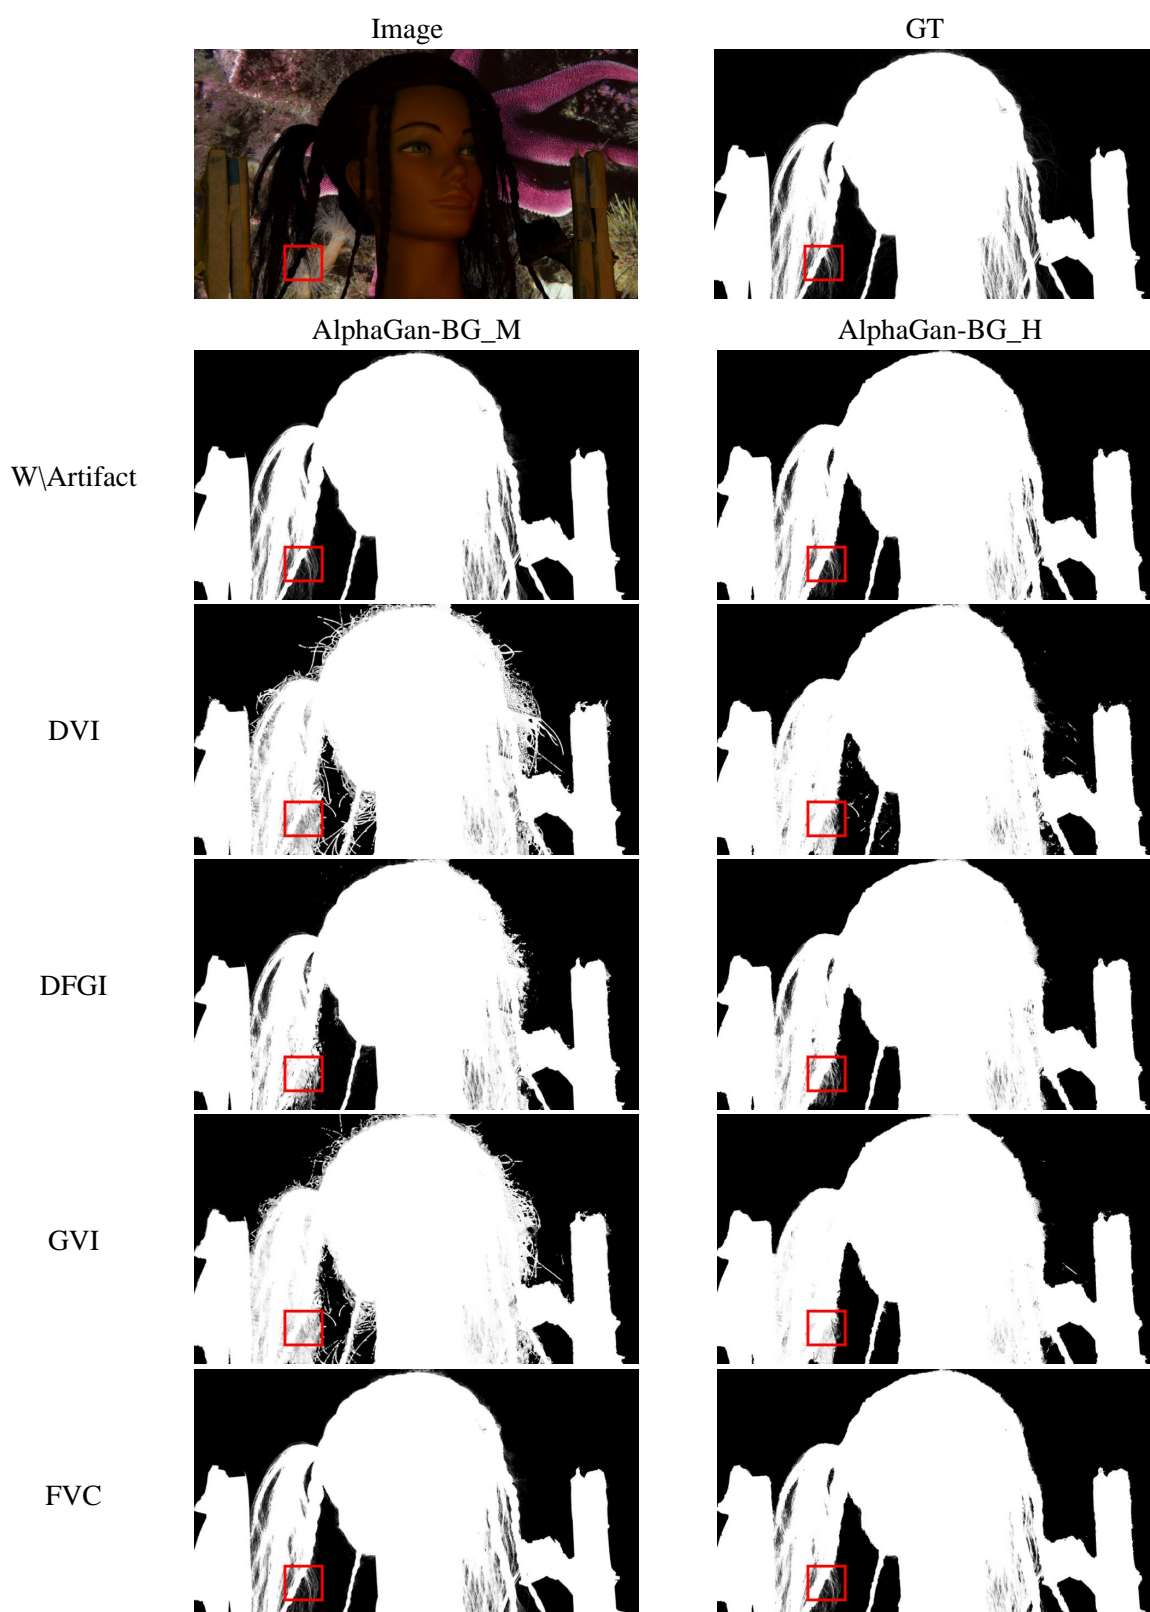 Image GT
AlphaGan-BG_M AlphaGan-BG_H
W\Artifact
DVI
DFGI
GVI
FVC